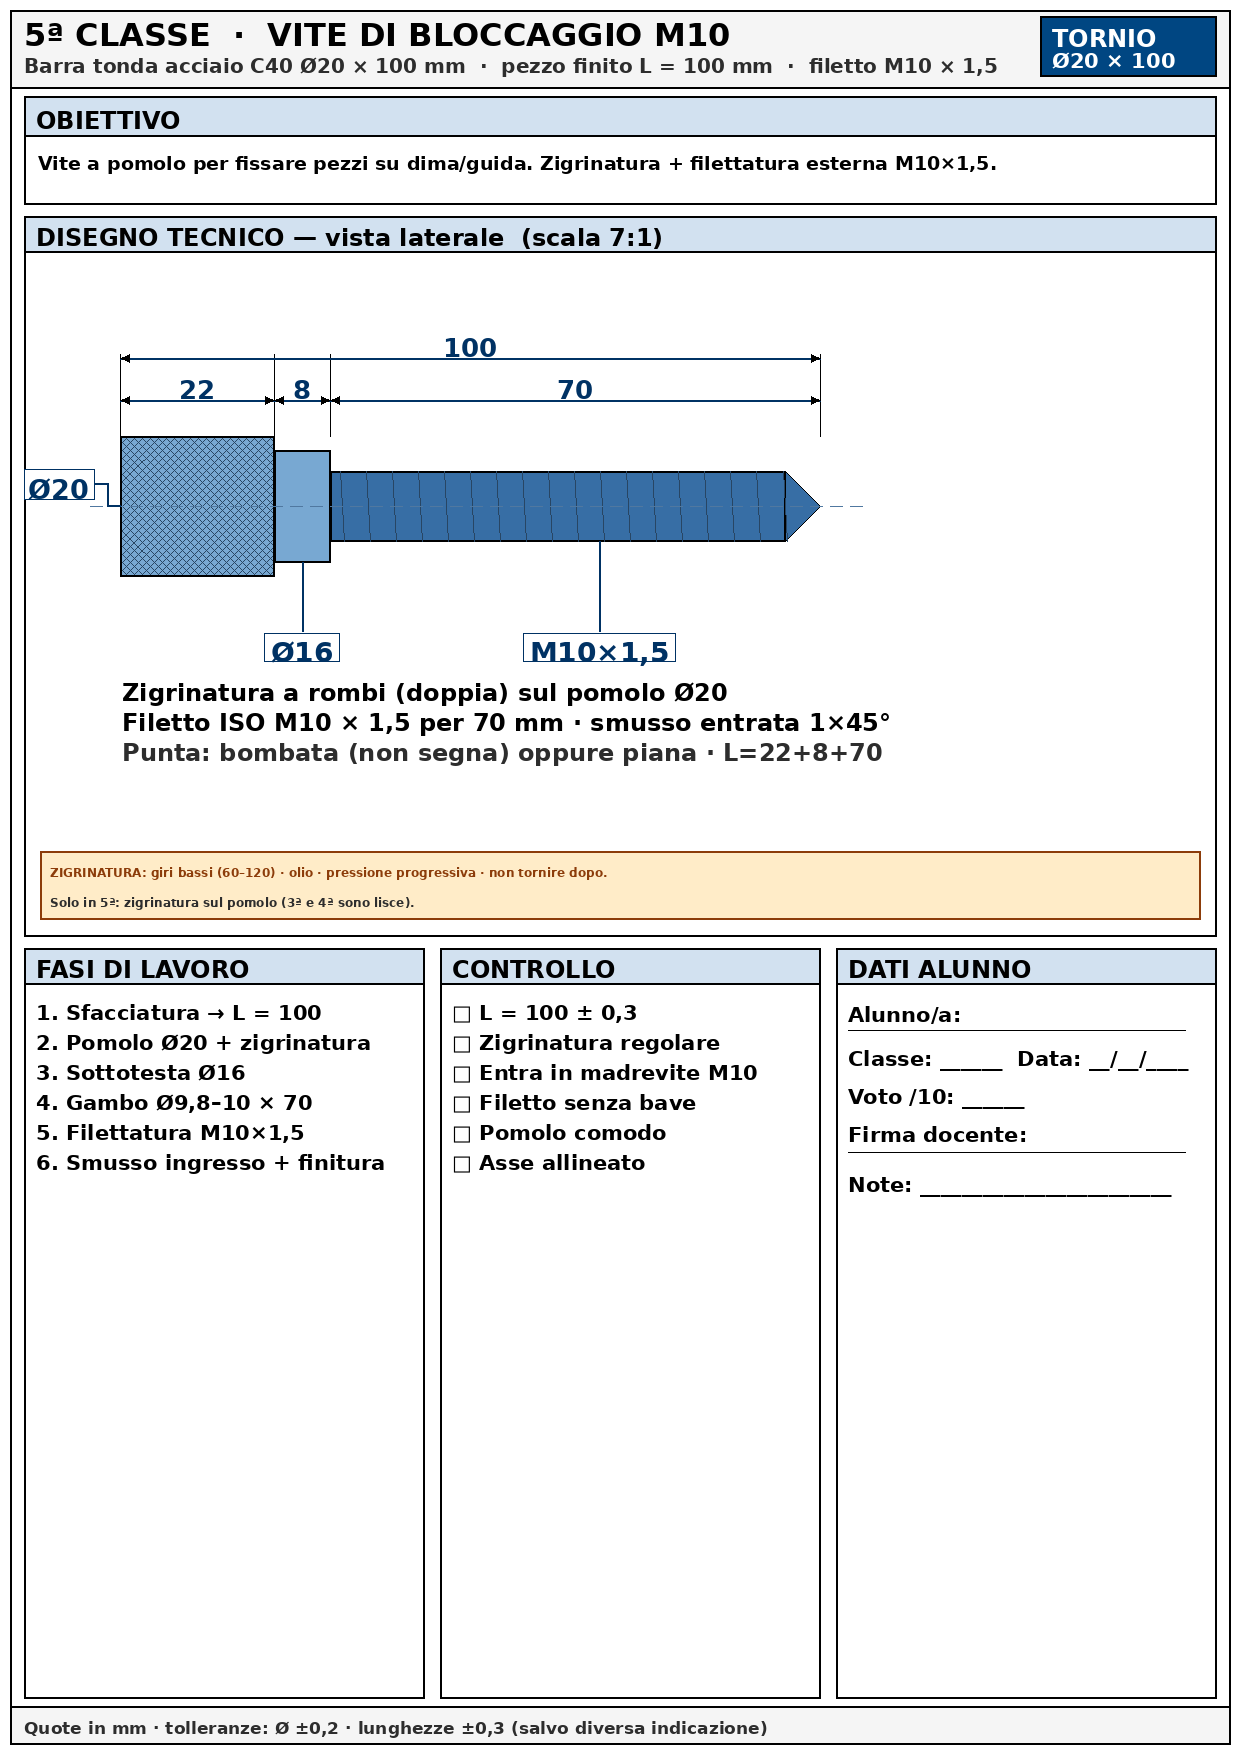 5ª CLASSE · VITE DI BLOCCAGGIO M10
Barra tonda acciaio C40 Ø20 × 100 mm · pezzo finito L = 100 mm · filetto M10 × 1,5
TORNIO
Ø20 × 100
OBIETTIVO
Vite a pomolo per fissare pezzi su dima/guida. Zigrinatura + filettatura esterna M10×1,5.
DISEGNO TECNICO — vista laterale (scala 7:1)
100
22 8 70
Ø20
Ø16 M10×1,5
Zigrinatura a rombi (doppia) sul pomolo Ø20
Filetto ISO M10 × 1,5 per 70 mm · smusso entrata 1×45°
Punta: bombata (non segna) oppure piana · L=22+8+70
ZIGRINATURA: giri bassi (60–120) · olio · pressione progressiva · non tornire dopo.
Solo in 5ª: zigrinatura sul pomolo (3ª e 4ª sono lisce).
FASI DI LAVORO
1. Sfacciatura → L = 100
2. Pomolo Ø20 + zigrinatura
3. Sottotesta Ø16
4. Gambo Ø9,8–10 × 70
5. Filettatura M10×1,5
6. Smusso ingresso + finitura
CONTROLLO
□ L = 100 ± 0,3
□ Zigrinatura regolare
□ Entra in madrevite M10
□ Filetto senza bave
□ Pomolo comodo
□ Asse allineato
DATI ALUNNO
Alunno/a:
Classe: ______ Data: __/__/____
Voto /10: ______
Firma docente:
Note: ________________________
Quote in mm · tolleranze: Ø ±0,2 · lunghezze ±0,3 (salvo diversa indicazione)